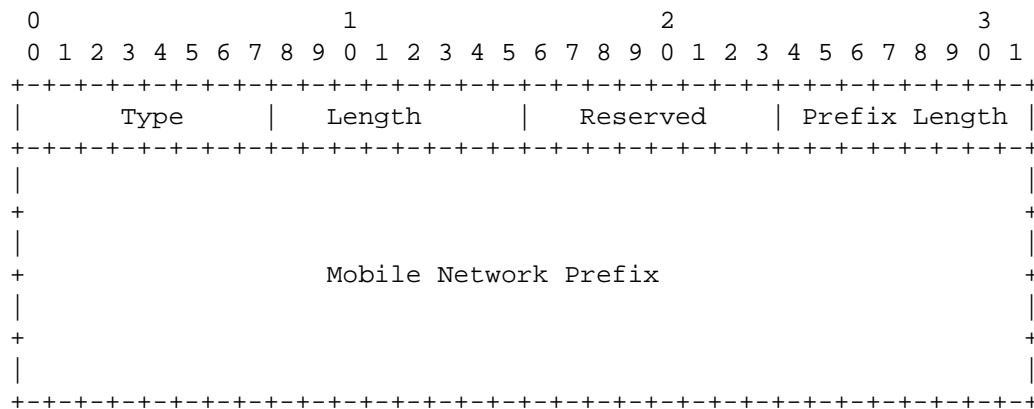 0                   1                   2                   3
0 1 2 3 4 5 6 7 8 9 0 1 2 3 4 5 6 7 8 9 0 1 2 3 4 5 6 7 8 9 0 1
+-+-+-+-+-+-+-+-+-+-+-+-+-+-+-+-+-+-+-+-+-+-+-+-+-+-+-+-+-+-+-+-+
|      Type     |   Length      |   Reserved    | Prefix Length |
+-+-+-+-+-+-+-+-+-+-+-+-+-+-+-+-+-+-+-+-+-+-+-+-+-+-+-+-+-+-+-+-+
|                                                               |
+                                                               +
|                                                               |
+                   Mobile Network Prefix                       +
|                                                               |
+                                                               +
|                                                               |
+-+-+-+-+-+-+-+-+-+-+-+-+-+-+-+-+-+-+-+-+-+-+-+-+-+-+-+-+-+-+-+-+